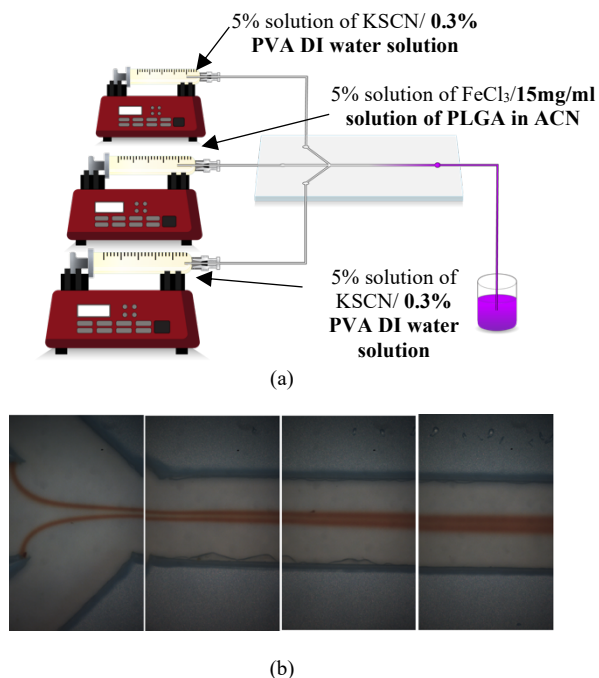 5% solution of KSCN/ 0.3%
PVA DI water solution
5% solution of FeCl₃/15mg/ml
solution of PLGA in ACN
5% solution of
KSCN/ 0.3%
PVA DI water
solution
(a)
(b)